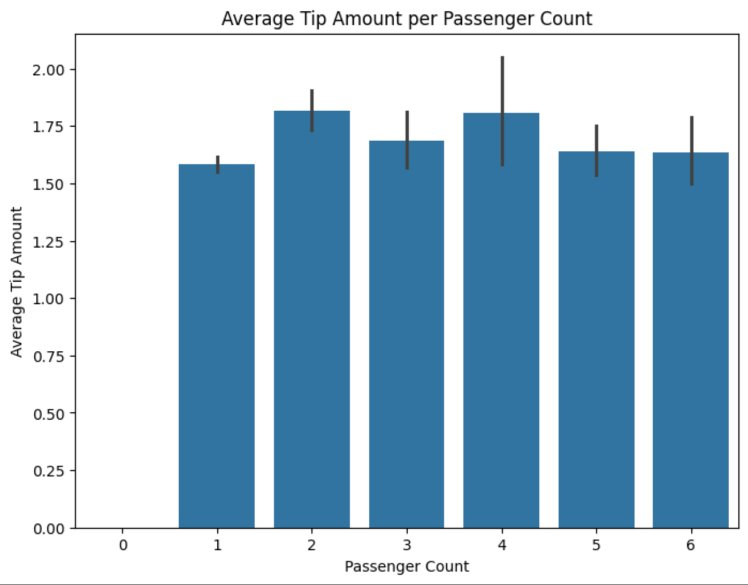 Average Tip Amount per Passenger Count
2.00
1.75
1.50
1.25
1.00
0.75
0.50
0.25
0.00
Average Tip Amount
0 1 2 3 4 5 6
Passenger Count